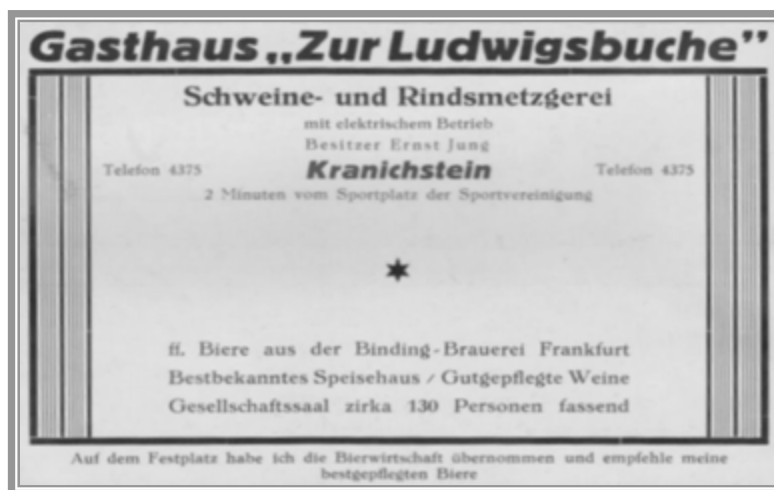 Gasthaus „Zur Ludwigsbuche”
Schweine- und Rindsmetzgerei
mit elektrischem Betrieb
Besitzer Ernst Jung
Telefon 4375 Kranichstein Telefon 4375
2 Minuten vom Sportplatz der Sportvereinigung
ff. Biere aus der Binding-Brauerei Frankfurt
Bestbekanntes Speisehaus / Gutgepflegte Weine
Gesellschaftssaal zirka 130 Personen fassend
Auf dem Festplatz habe ich die Bierwirtschaft übernommen und empfehle meine
bestgepflegten Biere